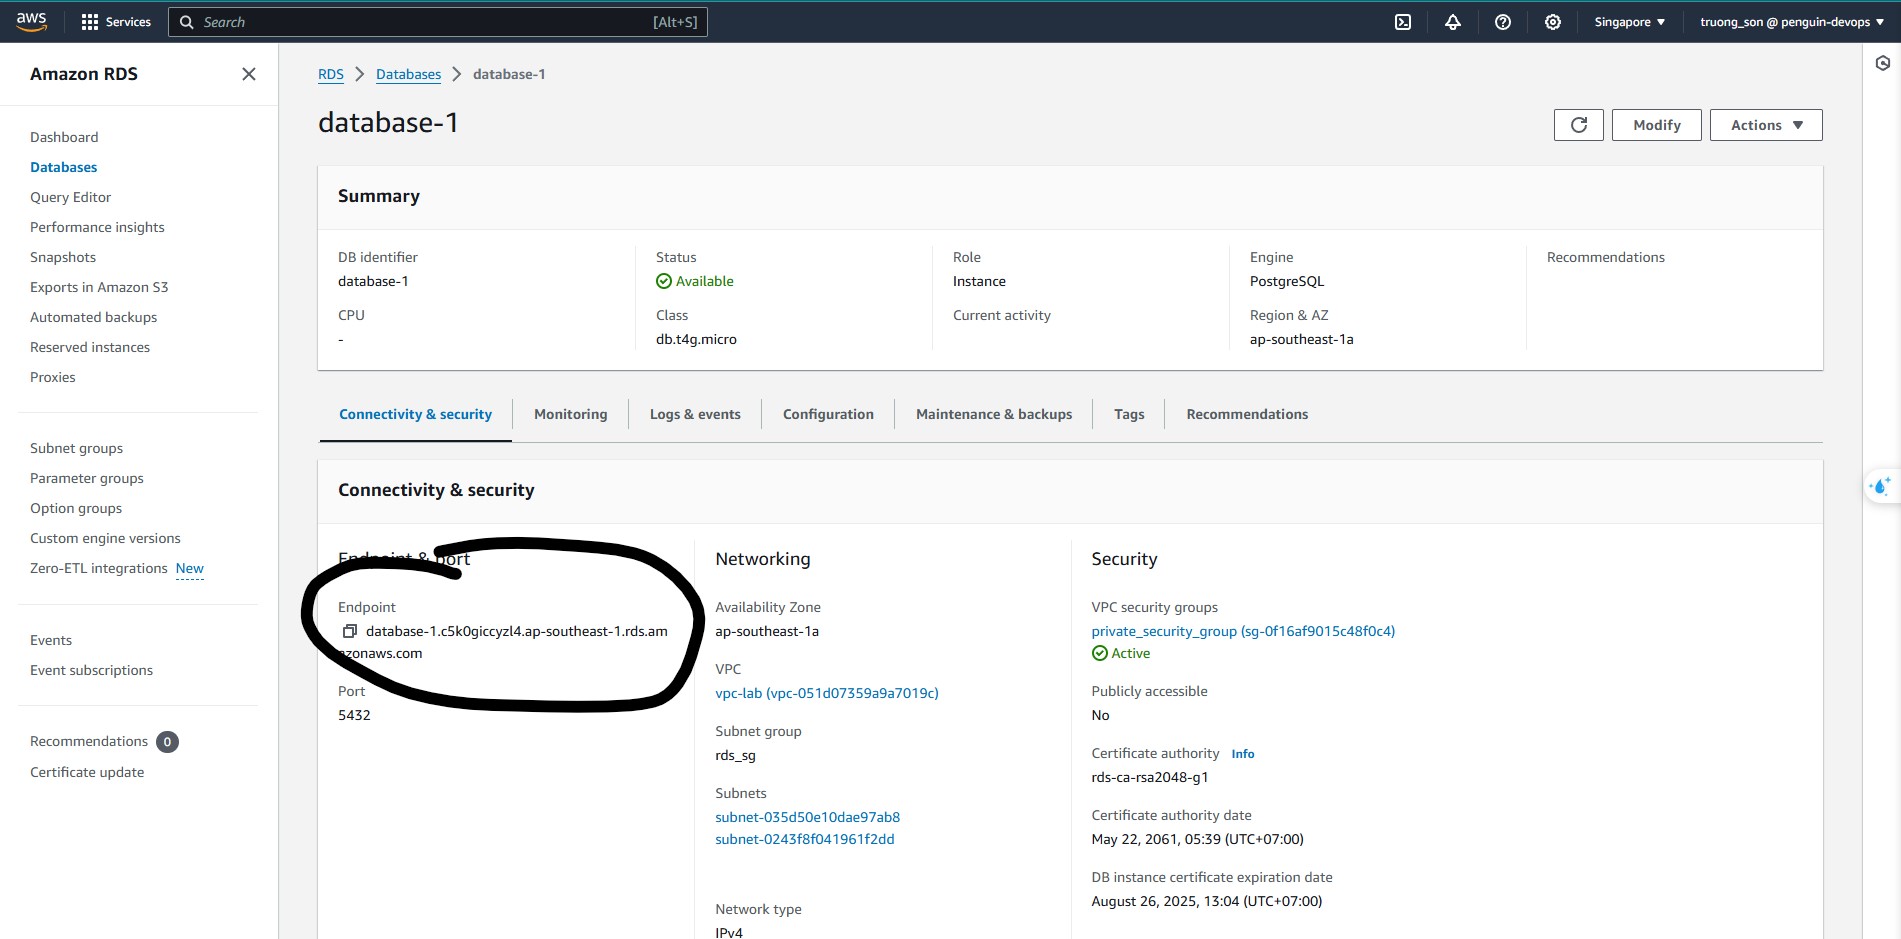 aws Services Search [Alt+S] Singapore truong_son @ penguin-devops
Amazon RDS
Dashboard
Databases
Query Editor
Performance insights
Snapshots
Exports in Amazon S3
Automated backups
Reserved instances
Proxies
Subnet groups
Parameter groups
Option groups
Custom engine versions
Zero-ETL integrations New
Events
Event subscriptions
Recommendations 0
Certificate update
RDS Databases database-1
database-1
Modify Actions
Summary
DB identifier
database-1
CPU
-
Status
Available
Class
db.t4g.micro
Role
Instance
Current activity
Engine
PostgreSQL
Region & AZ
ap-southeast-1a
Recommendations
Connectivity & security Monitoring Logs & events Configuration Maintenance & backups Tags Recommendations
Connectivity & security
Endpoint & port
Endpoint
database-1.c5k0giccyzl4.ap-southeast-1.rds.am
azonaws.com
Port
5432
Networking
Availability Zone
ap-southeast-1a
VPC
vpc-lab (vpc-051d07359a9a7019c)
Subnet group
rds_sg
Subnets
subnet-035d50e10dae97ab8
subnet-0243f8f041961f2dd
Network type
IPv4
Security
VPC security groups
private_security_group (sg-0f16af9015c48f0c4)
Active
Publicly accessible
No
Certificate authority Info
rds-ca-rsa2048-g1
Certificate authority date
May 22, 2061, 05:39 (UTC+07:00)
DB instance certificate expiration date
August 26, 2025, 13:04 (UTC+07:00)